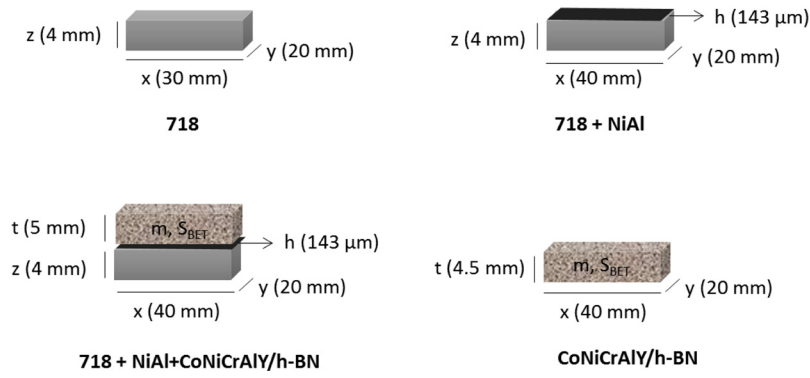 z (4 mm)
y (20 mm)
x (30 mm)
718
h (143 µm)
z (4 mm)
y (20 mm)
x (40 mm)
718 + NiAl
t (5 mm)
m, S_BET
h (143 µm)
z (4 mm)
y (20 mm)
x (40 mm)
718 + NiAl+CoNiCrAlY/h-BN
t (4.5 mm)
m, S_BET
y (20 mm)
x (40 mm)
CoNiCrAlY/h-BN